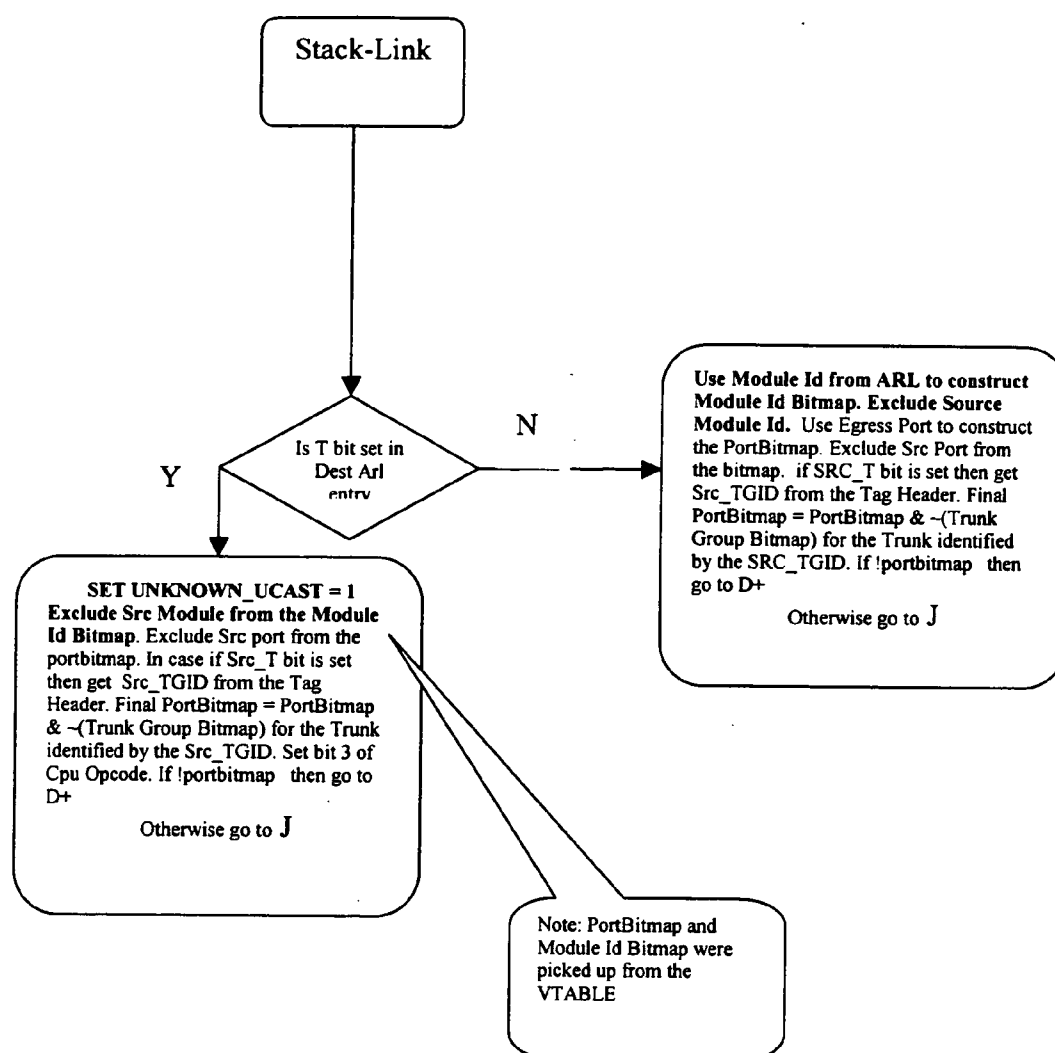 Stack-Link
Is T bit set in
Dest Arl
entry
Y
N
Use Module Id from ARL to construct
Module Id Bitmap. Exclude Source
Module Id. Use Egress Port to construct
the PortBitmap. Exclude Src Port from
the bitmap. if SRC_T bit is set then get
Src_TGID from the Tag Header. Final
PortBitmap = PortBitmap & ~(Trunk
Group Bitmap) for the Trunk identified
by the SRC_TGID. If !portbitmap then
go to D+
Otherwise go to J
SET UNKNOWN_UCAST = 1
Exclude Src Module from the Module
Id Bitmap. Exclude Src port from the
portbitmap. In case if Src_T bit is set
then get Src_TGID from the Tag
Header. Final PortBitmap = PortBitmap
& ~(Trunk Group Bitmap) for the Trunk
identified by the Src_TGID. Set bit 3 of
Cpu Opcode. If !portbitmap then go to
D+
Otherwise go to J
Note: PortBitmap and
Module Id Bitmap were
picked up from the
VTABLE